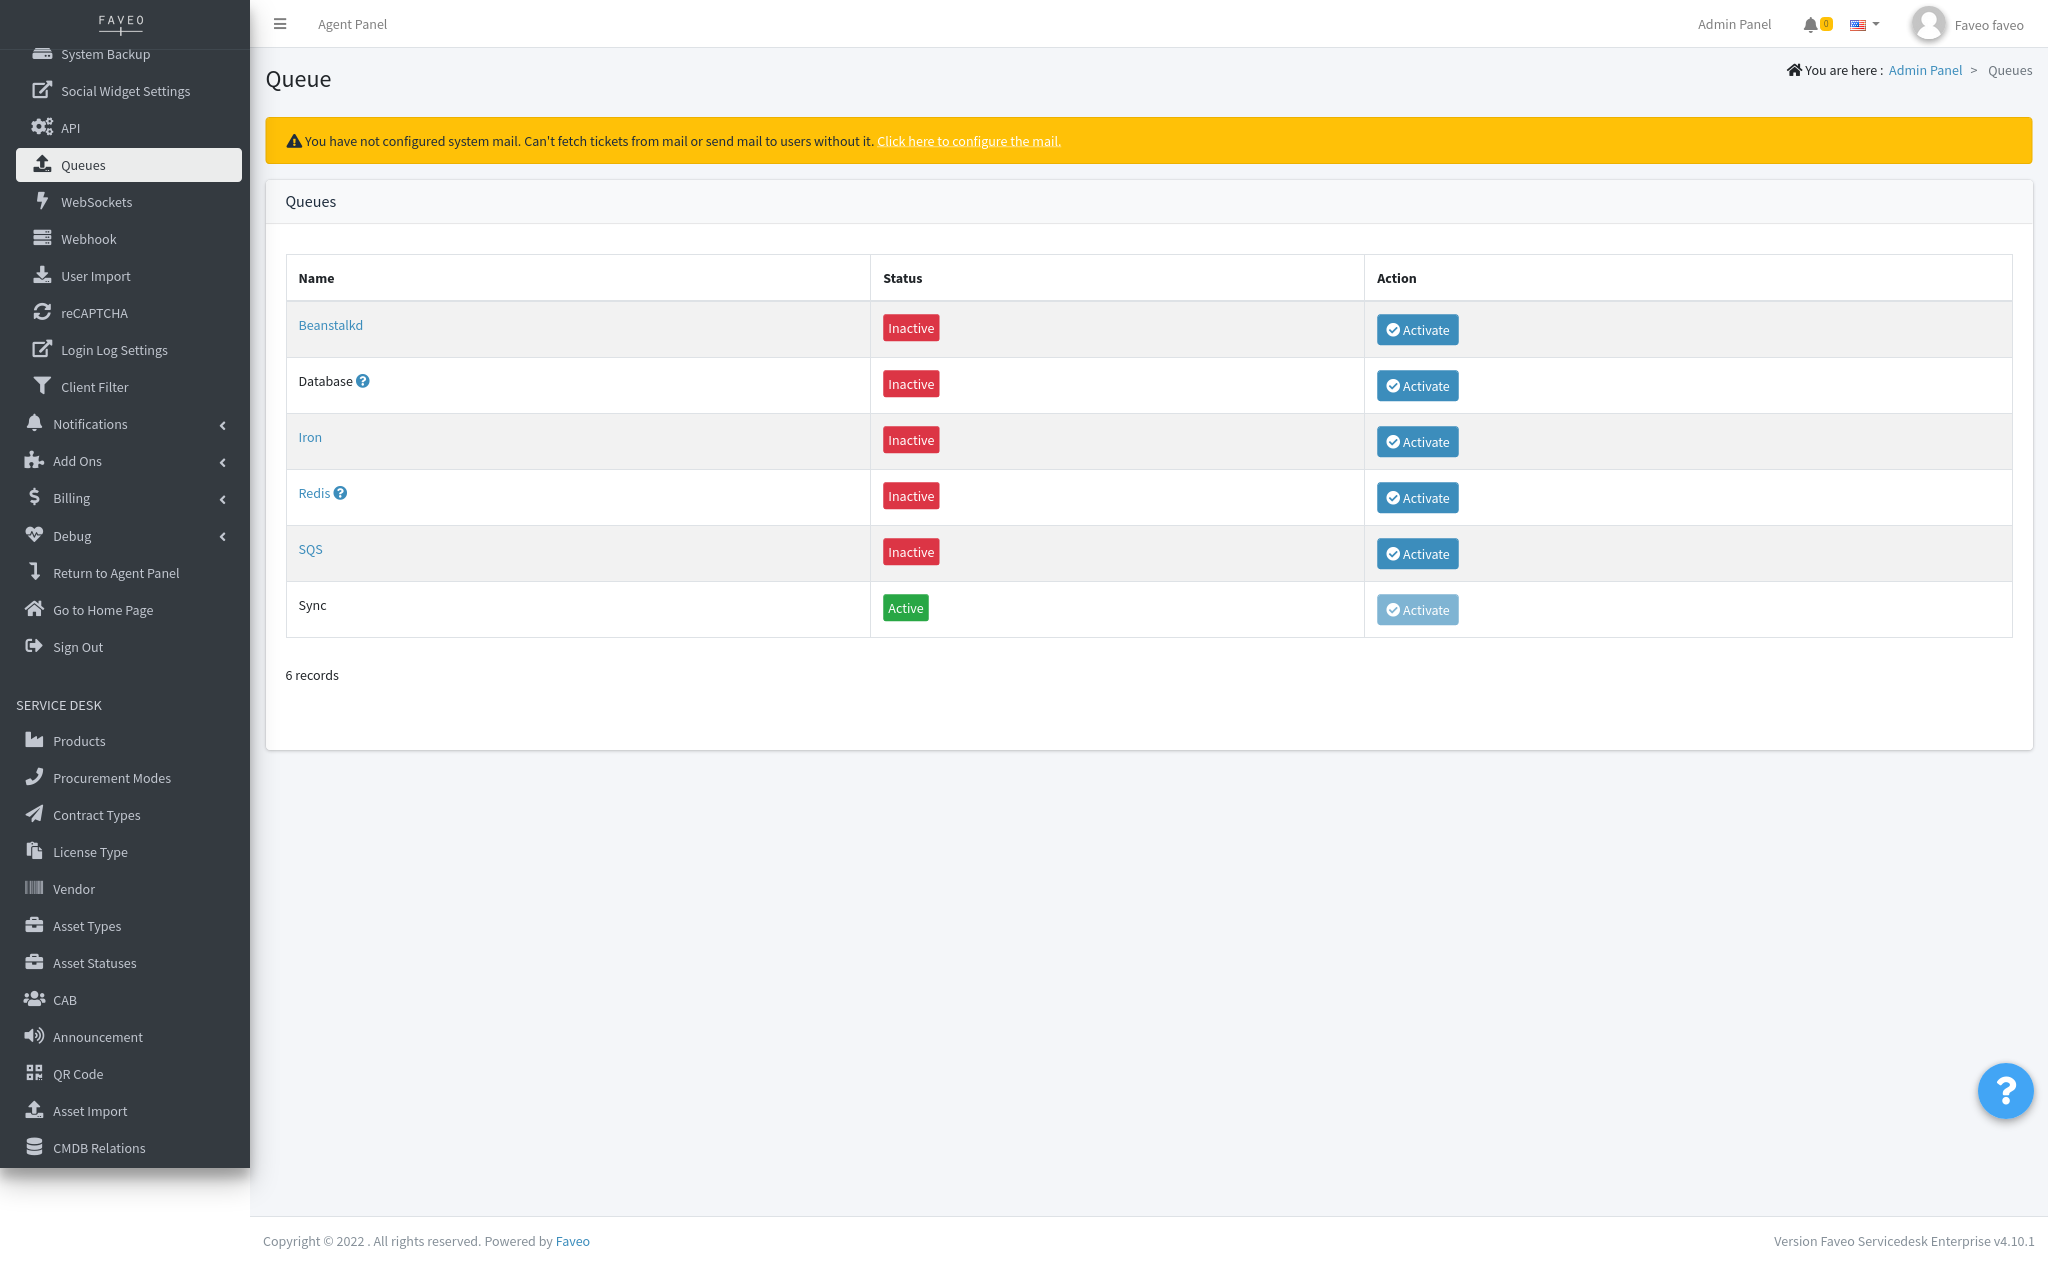 FAVEO
Agent Panel
Admin Panel
0
Faveo faveo
System Backup
Social Widget Settings
API
Queues
WebSockets
Webhook
User Import
reCAPTCHA
Login Log Settings
Client Filter
Notifications
Add Ons
Billing
Debug
Return to Agent Panel
Go to Home Page
Sign Out
SERVICE DESK
Products
Procurement Modes
Contract Types
License Type
Vendor
Asset Types
Asset Statuses
CAB
Announcement
QR Code
Asset Import
CMDB Relations
Queue
You are here : Admin Panel > Queues
You have not configured system mail. Can't fetch tickets from mail or send mail to users without it. Click here to configure the mail.
Queues
Name Status Action
Beanstalkd Inactive Activate
Database Inactive Activate
Iron Inactive Activate
Redis Inactive Activate
SQS Inactive Activate
Sync Active Activate
6 records
Copyright © 2022 . All rights reserved. Powered by Faveo
Version Faveo Servicedesk Enterprise v4.10.1